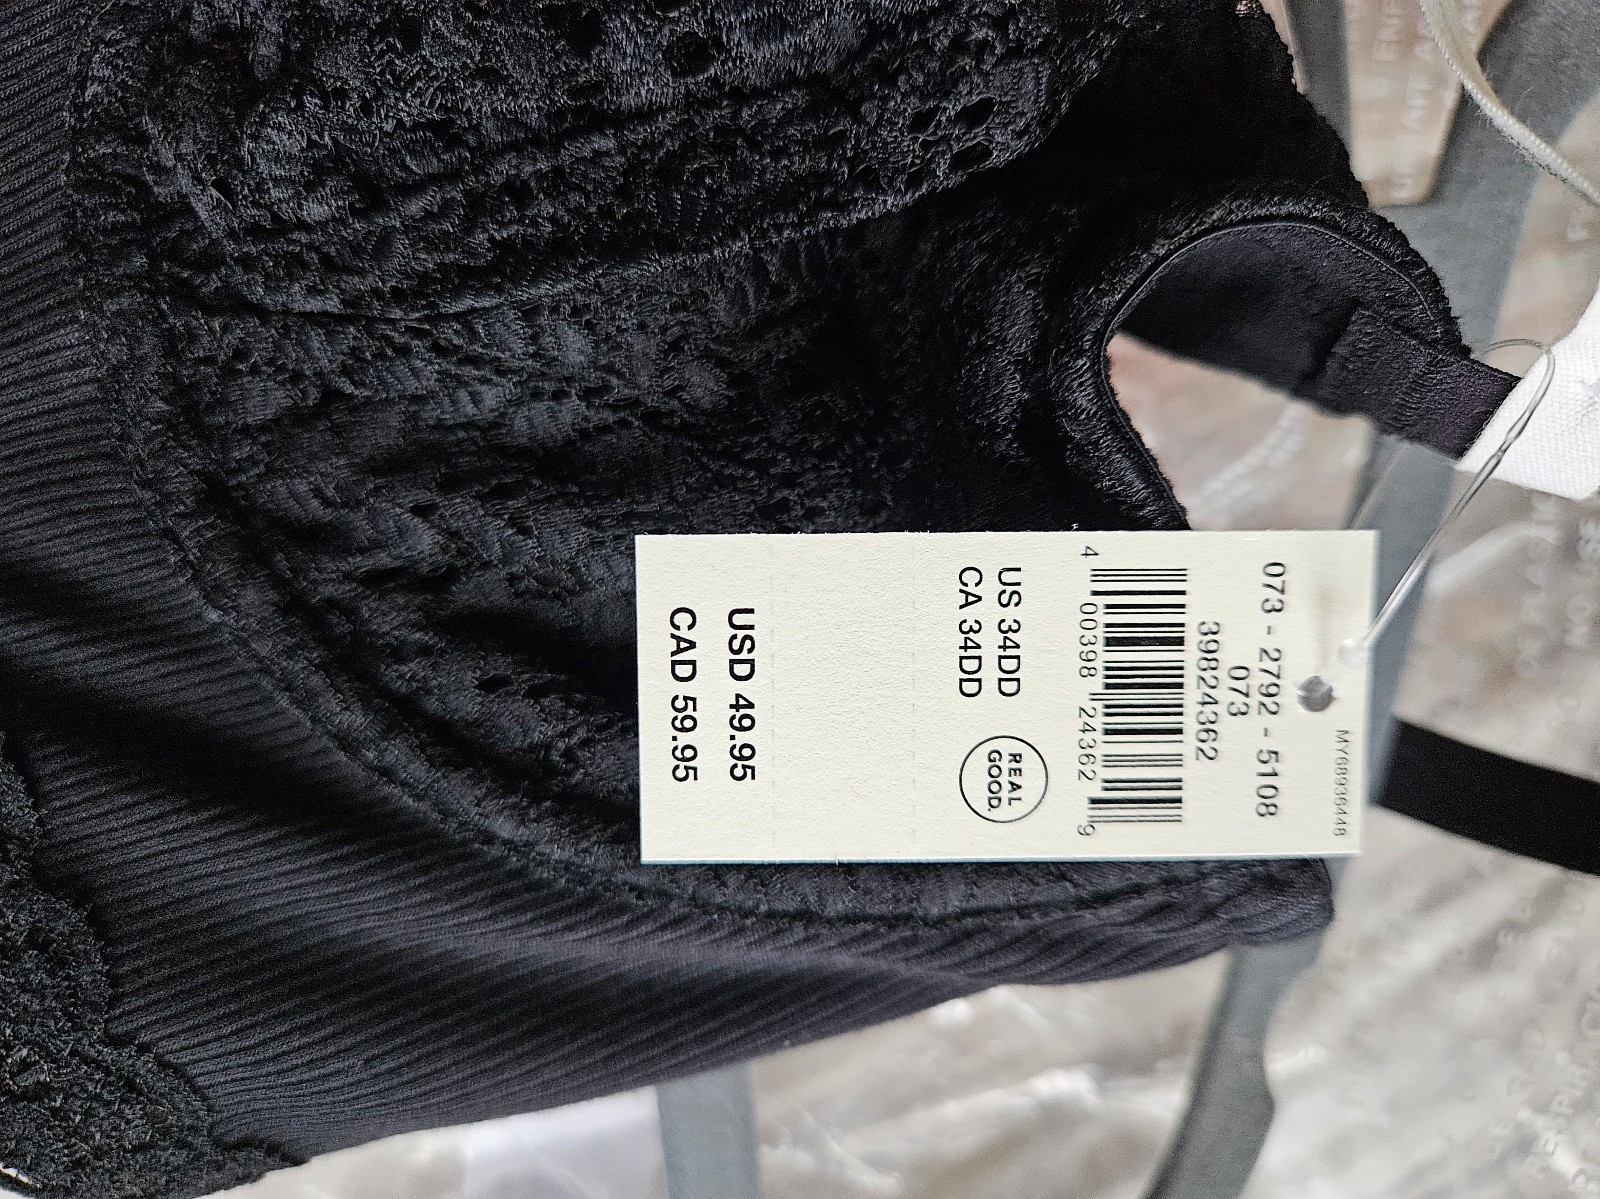 MY68936448
073 - 2792 - 5108
073
39824362
4 00398 24362 9
US 34DD
CA 34DD
REAL
GOOD.
USD 49.95
CAD 59.95